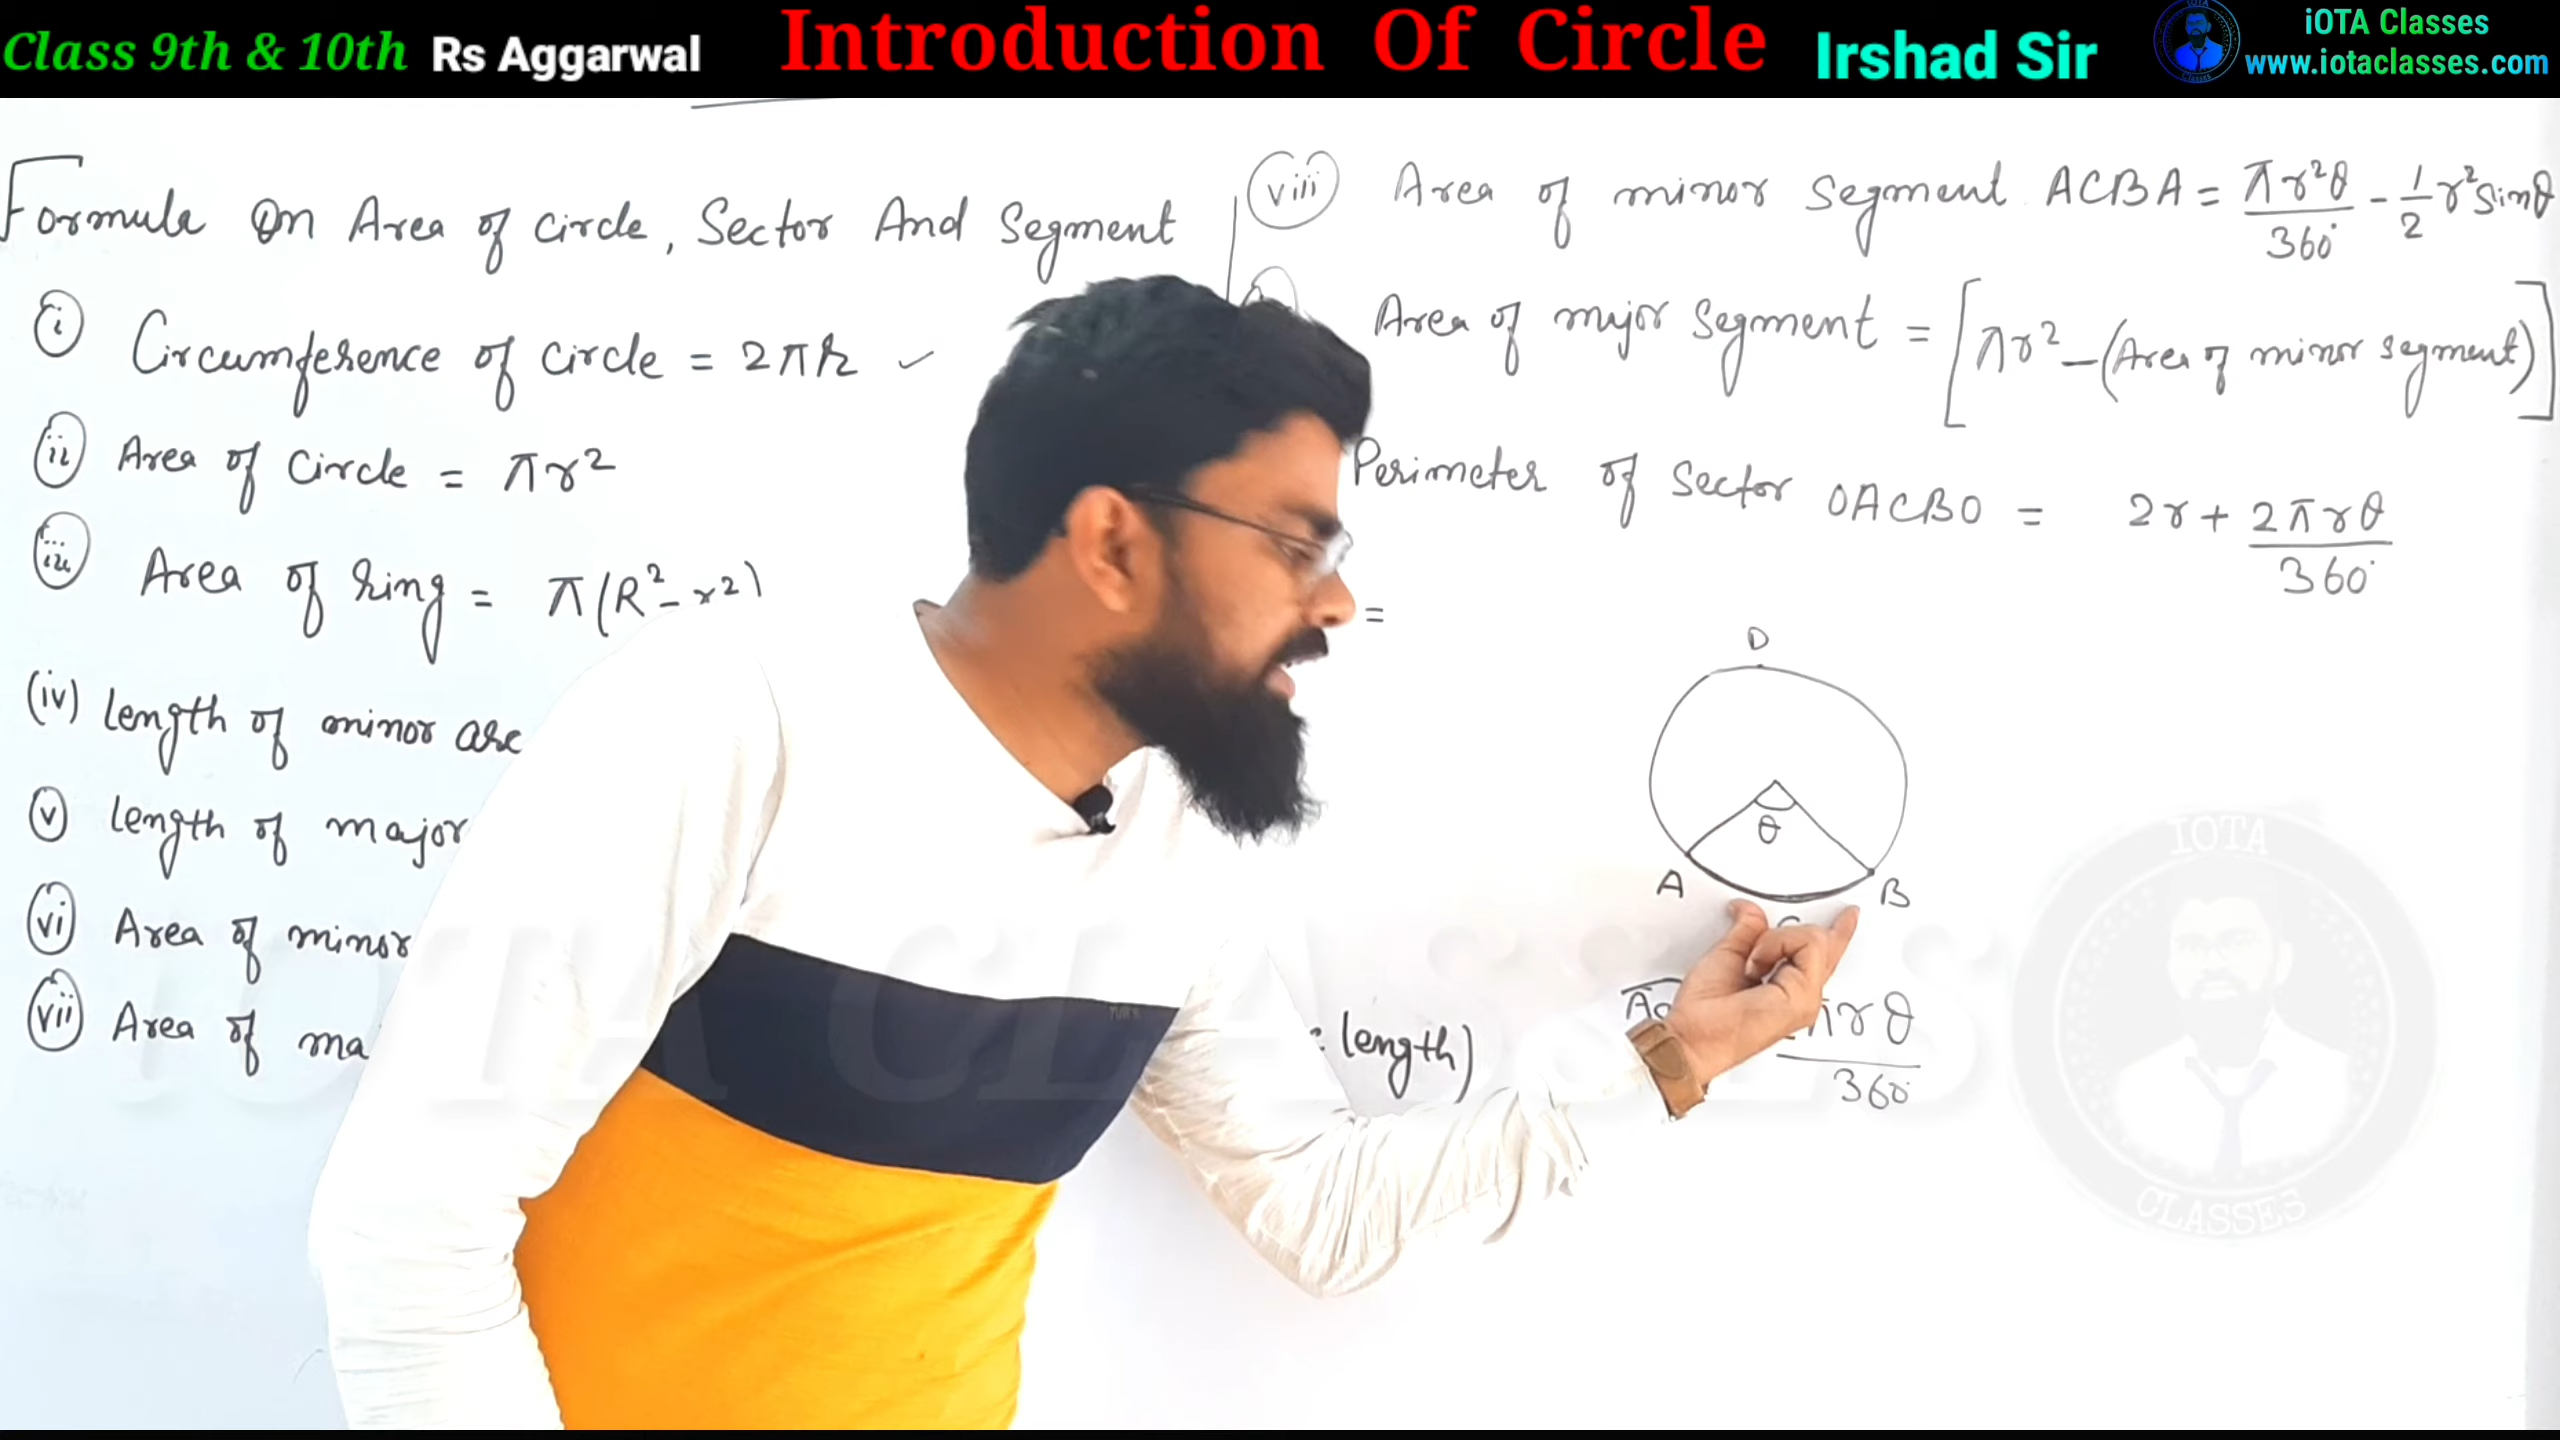 Class 9th & 10th Rs Aggarwal Introduction Of Circle Irshad Sir
iOTA Classes
www.iotaclasses.com
Formula On Area of circle, Sector And Segment
(i) Circumference of circle = 2πr ✓
(ii) Area of circle = πr²
(iii) Area of ring = π(R²-r²)
(iv) length of minor arc
(v) length of major
(vi) Area of minor
(vii) Area of ma
(viii) Area of minor segment ACBA = πr²θ/360° - 1/2 r² sinθ
Area of major segment = [πr² - (Area of minor segment)]
Perimeter of sector OACBO = 2r + 2πrθ/360°
=
D
θ
A
B
length)
πrθ
360°
IOTA CLASSES
IOTA
CLASSES